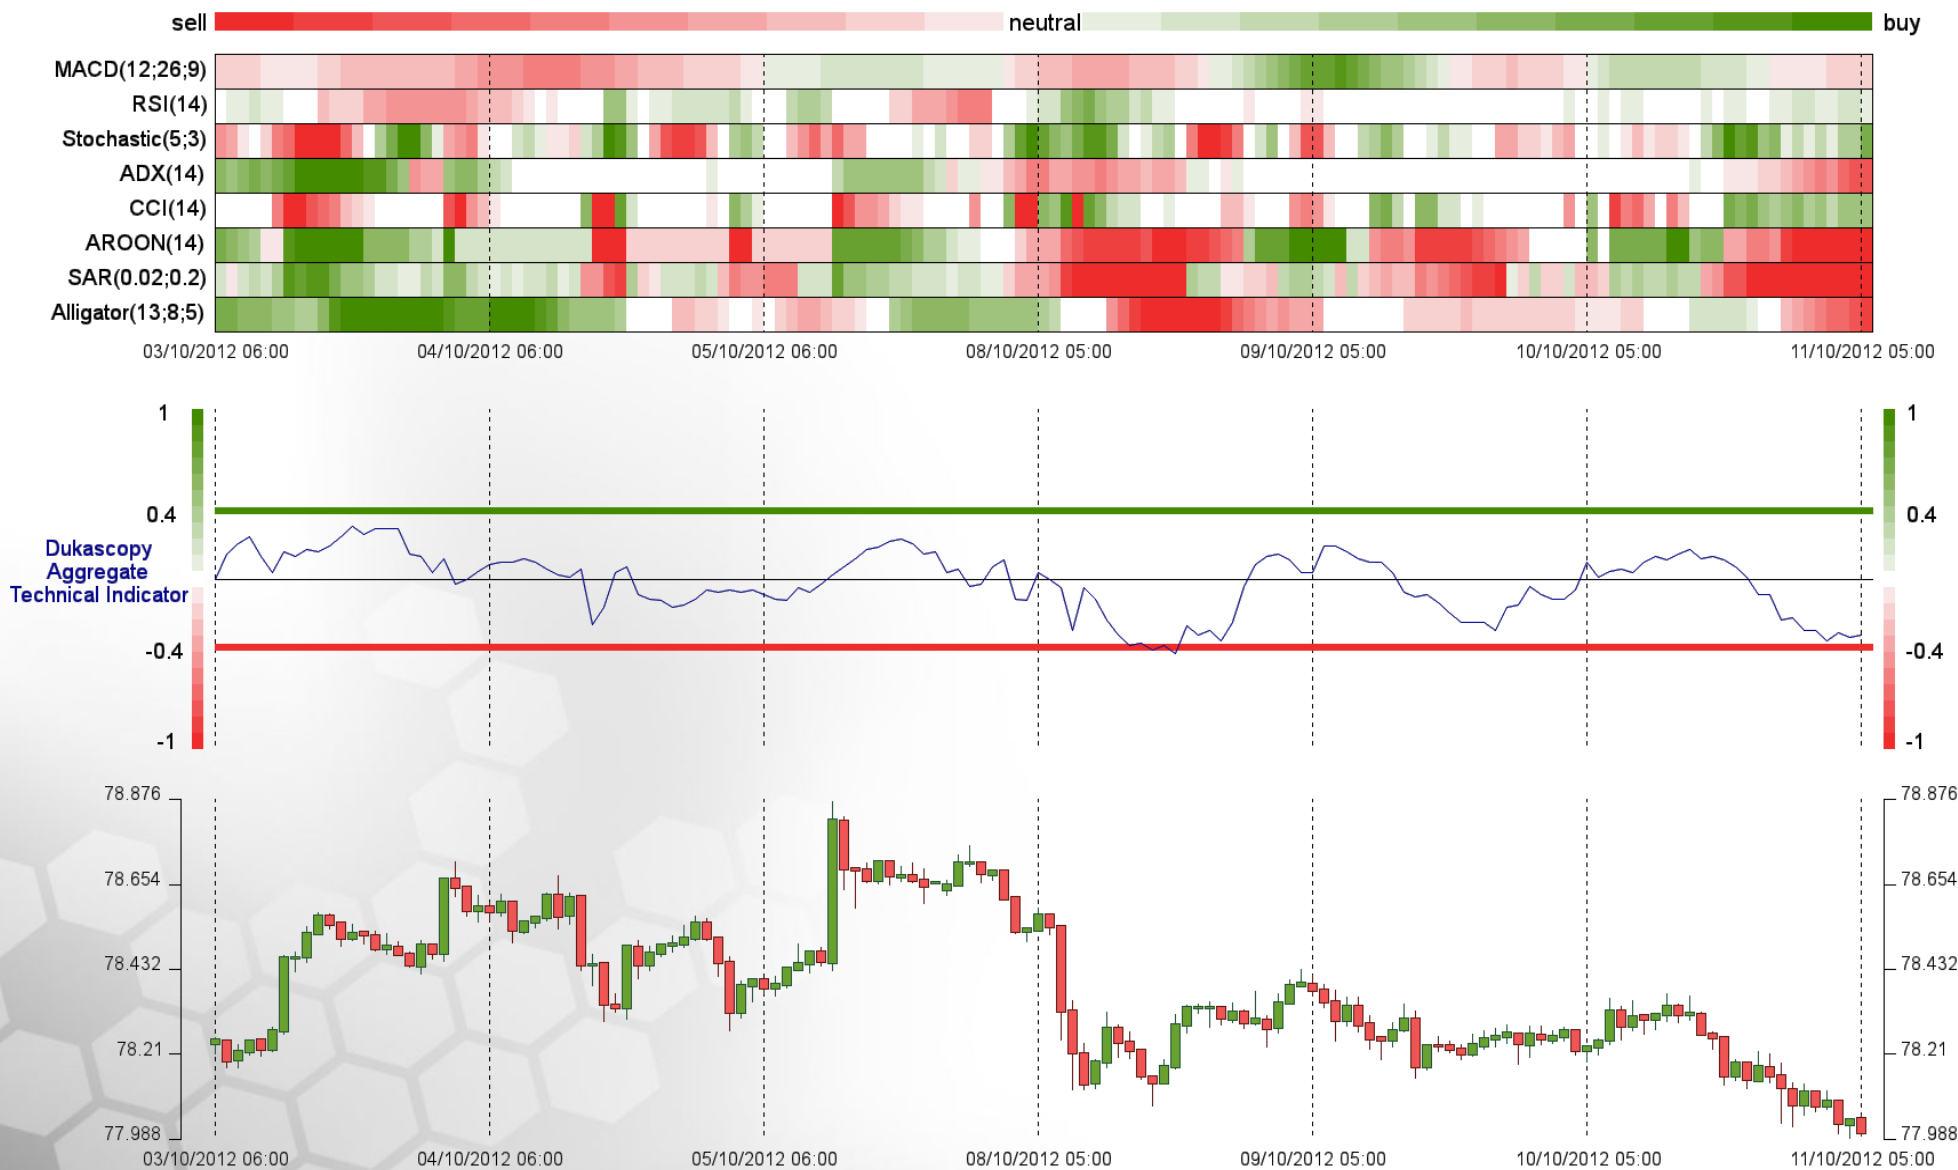 sell neutral buy
MACD(12;26;9)
RSI(14)
Stochastic(5;3)
ADX(14)
CCI(14)
AROON(14)
SAR(0.02;0.2)
Alligator(13;8;5)
03/10/2012 06:00 04/10/2012 06:00 05/10/2012 06:00 08/10/2012 05:00 09/10/2012 05:00 10/10/2012 05:00 11/10/2012 05:00
1 1
0.4 0.4
Dukascopy
Aggregate
Technical Indicator
-0.4 -0.4
-1 -1
78.876 78.876
78.654 78.654
78.432 78.432
78.21 78.21
77.988 77.988
03/10/2012 06:00 04/10/2012 06:00 05/10/2012 06:00 08/10/2012 05:00 09/10/2012 05:00 10/10/2012 05:00 11/10/2012 05:00